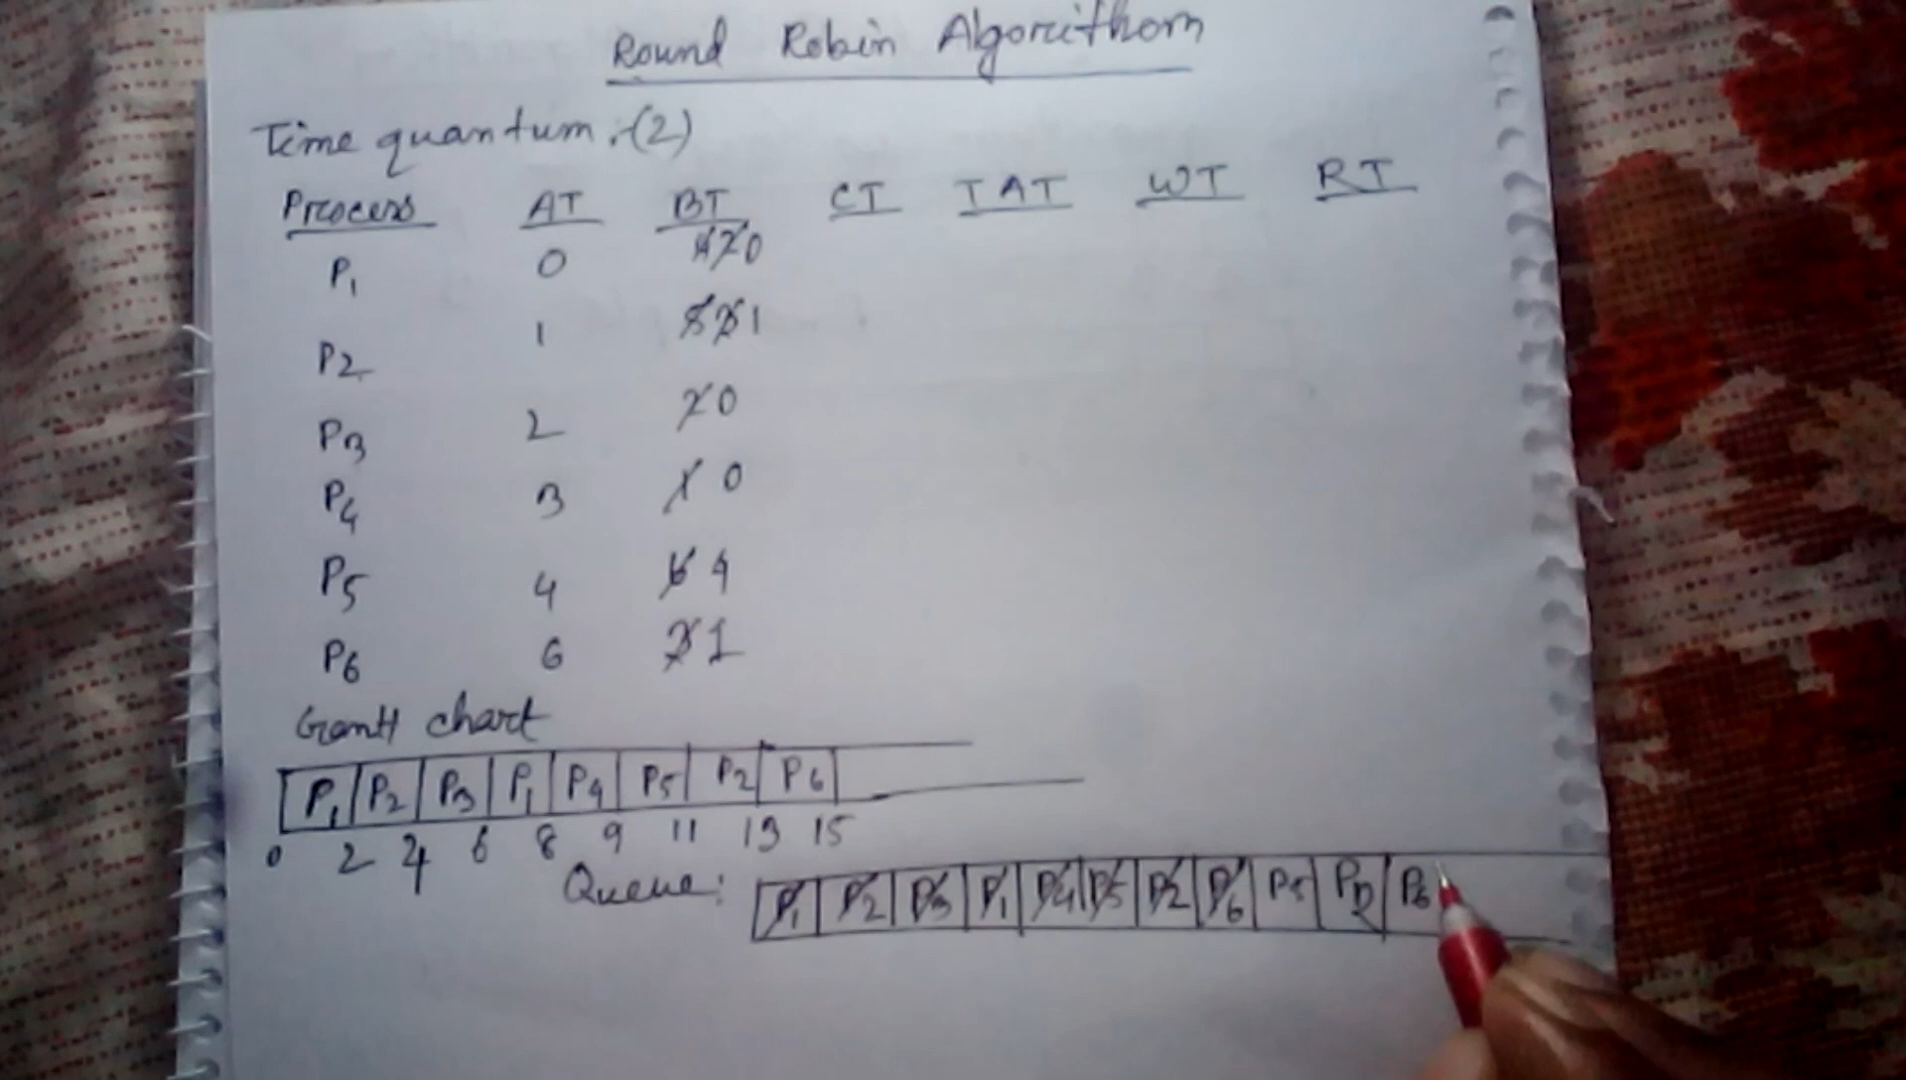 Round Robin Algorithom
Time quantum :-(2)
Process AT BT CT TAT WT RT
P1 0 4 2 0
P2 1 5 3 1
P3 2 2 0
P4 3 1 0
P5 4 6 4
P6 6 3 1
Gantt chart
P1 P2 P3 P1 P4 P5 P2 P6
0 2 4 6 8 9 11 13 15
Queue: P1 P2 P3 P1 P4 P5 P2 P6 P5 P2 P6